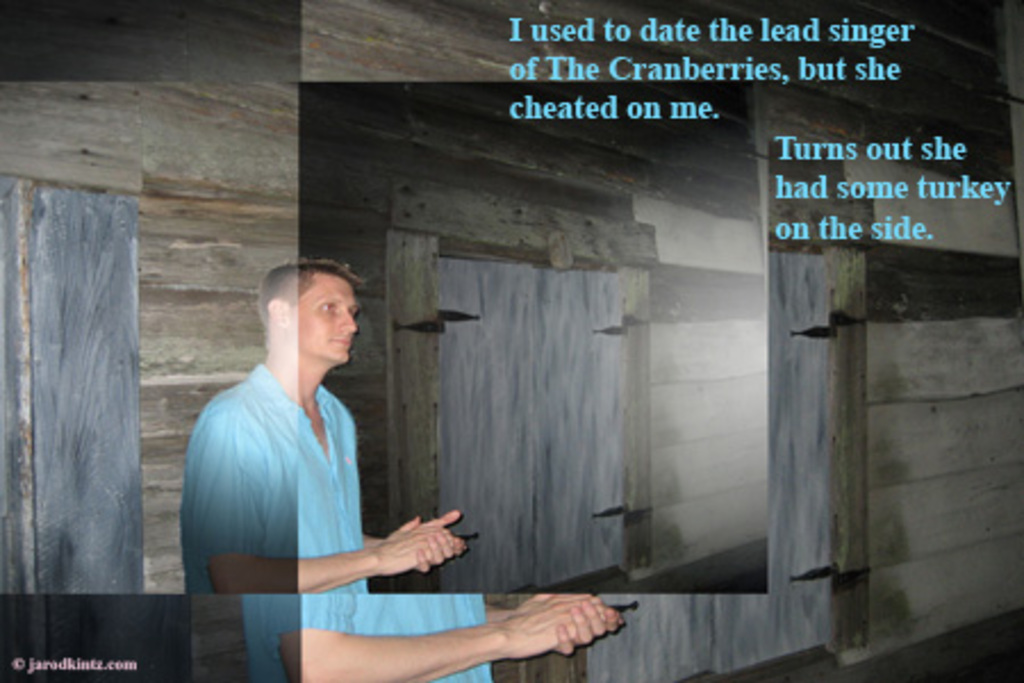 I used to date the lead singer
of The Cranberries, but she
cheated on me.
Turns out she
had some turkey
on the side.
© jarodkintz.com